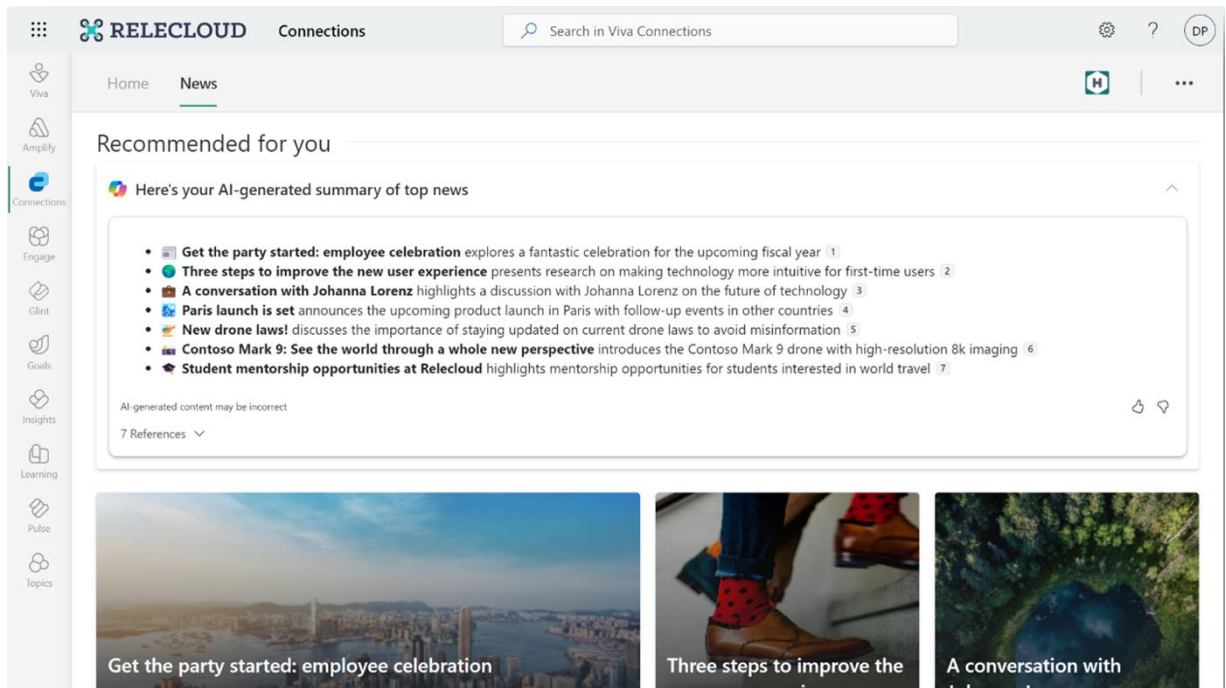 RELECLOUD Connections Search in Viva Connections DP
Viva
Amplify
Connections
Engage
Glint
Goals
Insights
Learning
Pulse
Topics
Home News H
Recommended for you
Here's your AI-generated summary of top news
• Get the party started: employee celebration explores a fantastic celebration for the upcoming fiscal year 1
• Three steps to improve the new user experience presents research on making technology more intuitive for first-time users 2
• A conversation with Johanna Lorenz highlights a discussion with Johanna Lorenz on the future of technology 3
• Paris launch is set announces the upcoming product launch in Paris with follow-up events in other countries 4
• New drone laws! discusses the importance of staying updated on current drone laws to avoid misinformation 5
• Contoso Mark 9: See the world through a whole new perspective introduces the Contoso Mark 9 drone with high-resolution 8k imaging 6
• Student mentorship opportunities at Relecloud highlights mentorship opportunities for students interested in world travel 7
AI-generated content may be incorrect
7 References
Get the party started: employee celebration
Three steps to improve the
A conversation with